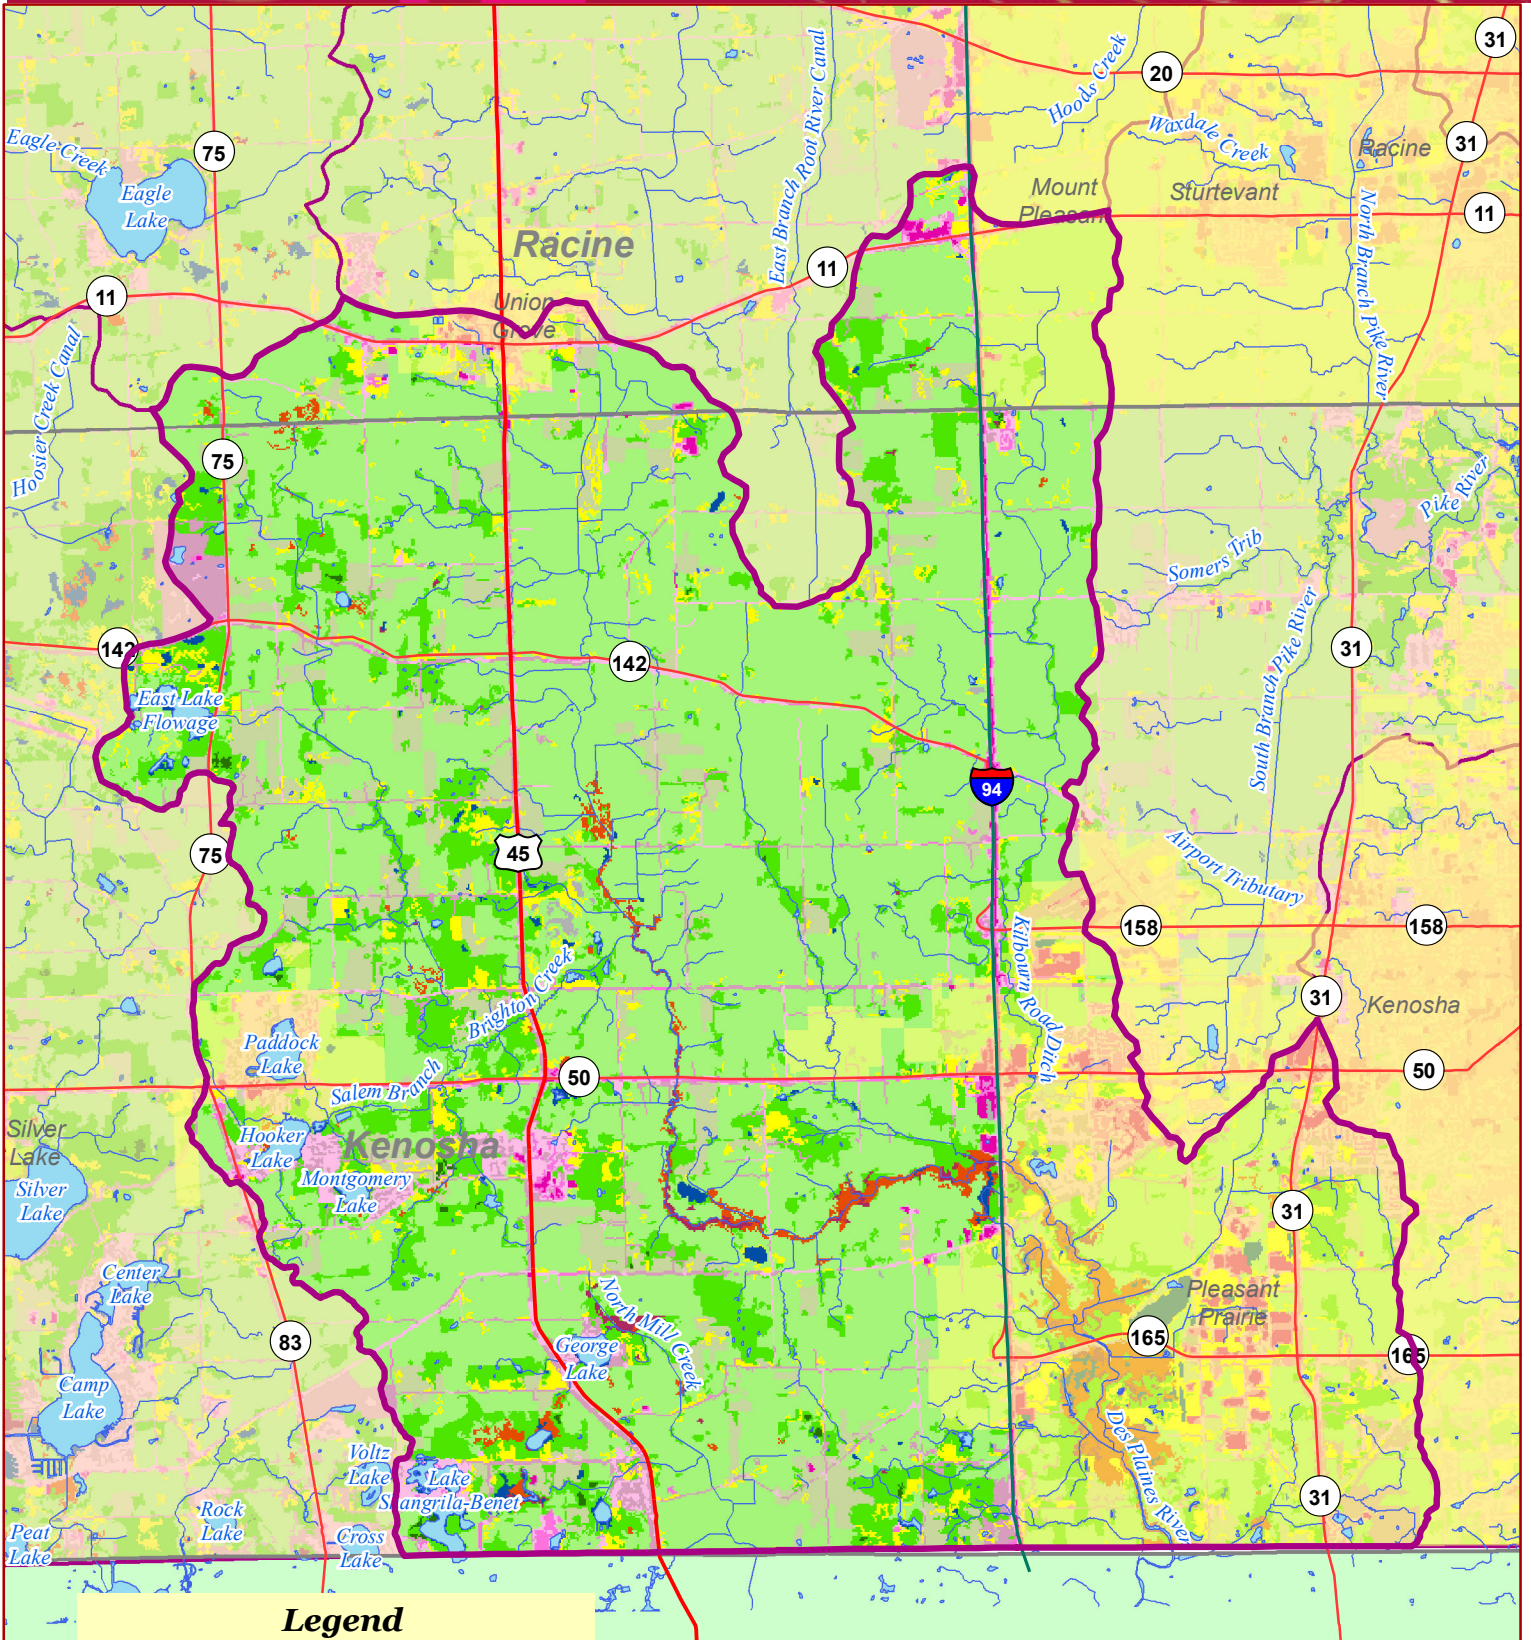 31
20
Hoods Creek
Waxdale Creek
Racine
31
Eagle Creek
Eagle
Lake
75
East Branch Root River Canal
Mount
Pleasant
Sturtevant
11
Racine
11
North Branch Pike River
11
Union
Grove
Hoosier Creek Canal
75
Pike River
Somers Trib
South Branch Pike River
142
142
31
East Lake
Flowage
94
75
45
Airport Tributary
158
158
Kilbourn Road Ditch
Brighton Creek
31
Kenosha
Paddock
Lake
Salem Branch
50
50
Silver
Lake
Hooker
Lake
Kenosha
Montgomery
Lake
Silver
Lake
31
Center
Lake
North Mill Creek
Pleasant
Prairie
83
George
Lake
165
165
Camp
Lake
Des Plaines River
Voltz
Lake
Lake
Shangrila-Benet
31
Rock
Lake
Cross
Lake
Peat
Lake
Legend